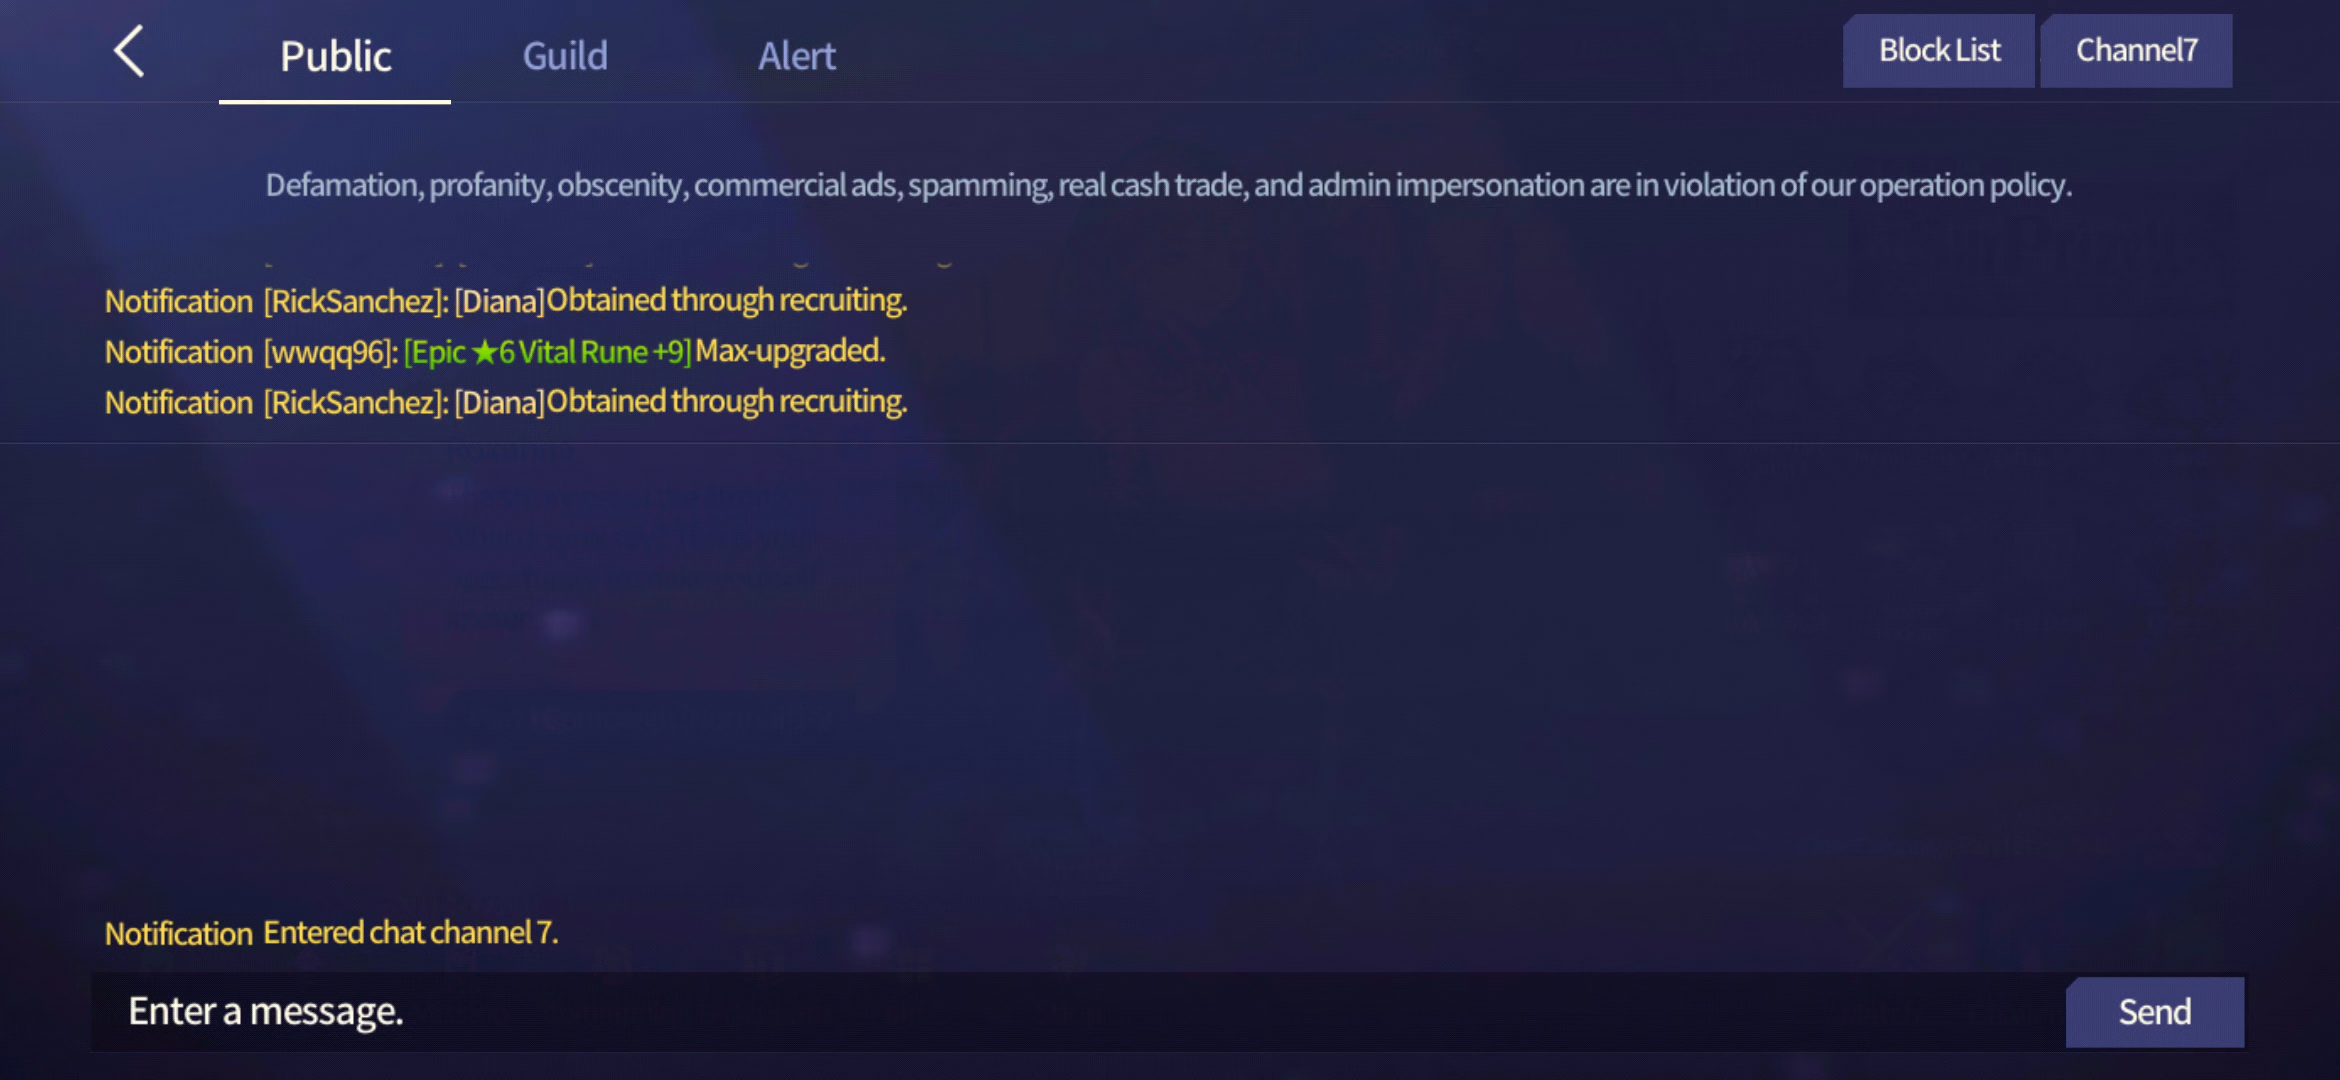 Public Guild Alert Block List Channel7
Defamation, profanity, obscenity, commercial ads, spamming, real cash trade, and admin impersonation are in violation of our operation policy.
Notification [RickSanchez]: [Diana]Obtained through recruiting.
Notification [wwqq96]: [Epic ★6 Vital Rune +9] Max-upgraded.
Notification [RickSanchez]: [Diana]Obtained through recruiting.
Notification Entered chat channel 7.
Enter a message. Send